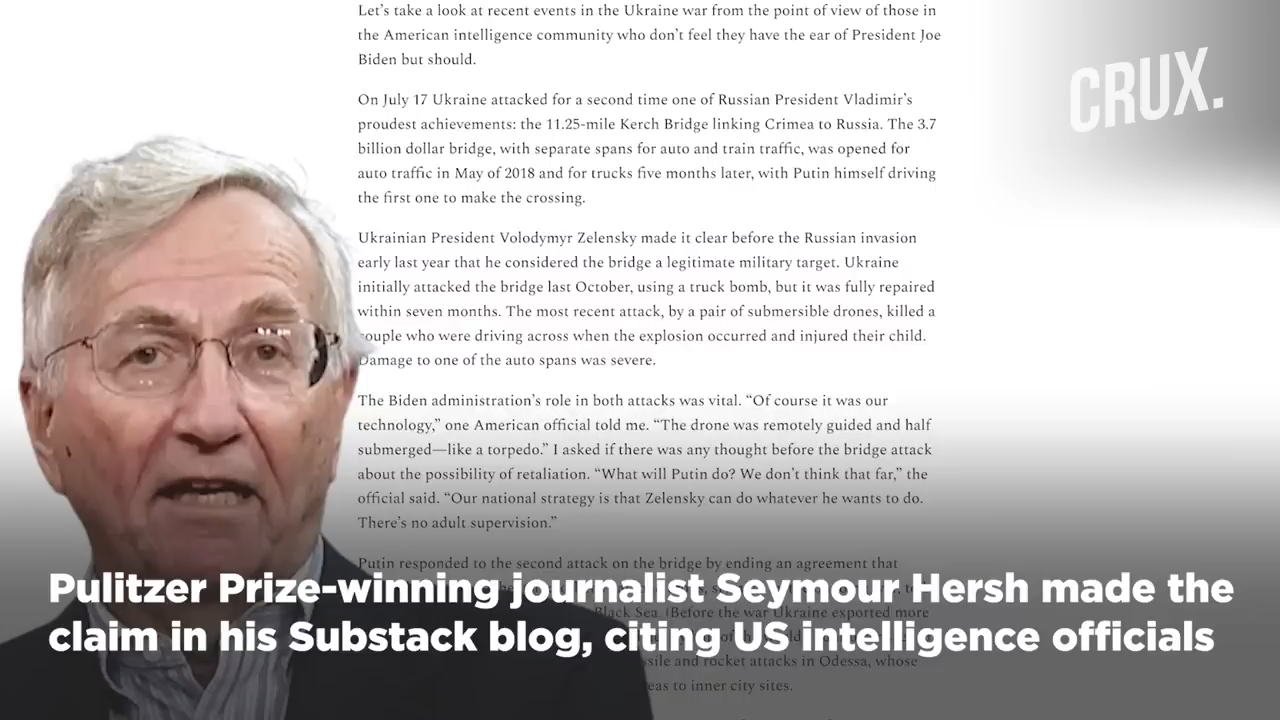 Let's take a look at recent events in the Ukraine war from the point of view of those in
the American intelligence community who don't feel they have the ear of President Joe
Biden but should.
CRUX.
On July 17 Ukraine attacked for a second time one of Russian President Vladimir's
proudest achievements: the 11.25-mile Kerch Bridge linking Crimea to Russia. The 3.7
billion dollar bridge, with separate spans for auto and train traffic, was opened for
auto traffic in May of 2018 and for trucks five months later, with Putin himself driving
the first one to make the crossing.
Ukrainian President Volodymyr Zelensky made it clear before the Russian invasion
early last year that he considered the bridge a legitimate military target. Ukraine
initially attacked the bridge last October, using a truck bomb, but it was fully repaired
within seven months. The most recent attack, by a pair of submersible drones, killed a
couple who were driving across when the explosion occurred and injured their child.
Damage to one of the auto spans was severe.
The Biden administration's role in both attacks was vital. “Of course it was our
technology,” one American official told me. “The drone was remotely guided and half
submerged—like a torpedo.” I asked if there was any thought before the bridge attack
about the possibility of retaliation. “What will Putin do? We don't think that far,” the
official said. “Our national strategy is that Zelensky can do whatever he wants to do.
There's no adult supervision.”
Putin responded to the second attack on the bridge by ending an agreement that
Black Sea. (Before the war Ukraine exported more
and rocket attacks in Odessa, whose
to inner city sites.
Pulitzer Prize-winning journalist Seymour Hersh made the
claim in his Substack blog, citing US intelligence officials